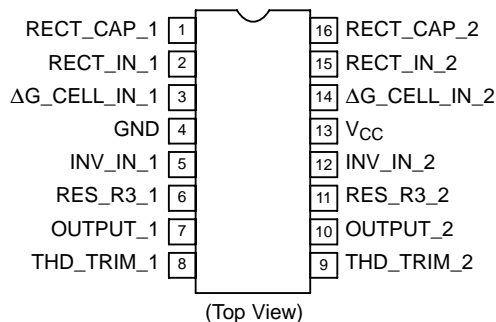 RECT_CAP_1 1 16 RECT_CAP_2
RECT_IN_1 2 15 RECT_IN_2
ΔG_CELL_IN_1 3 14 ΔG_CELL_IN_2
GND 4 13 VCC
INV_IN_1 5 12 INV_IN_2
RES_R3_1 6 11 RES_R3_2
OUTPUT_1 7 10 OUTPUT_2
THD_TRIM_1 8 9 THD_TRIM_2
(Top View)